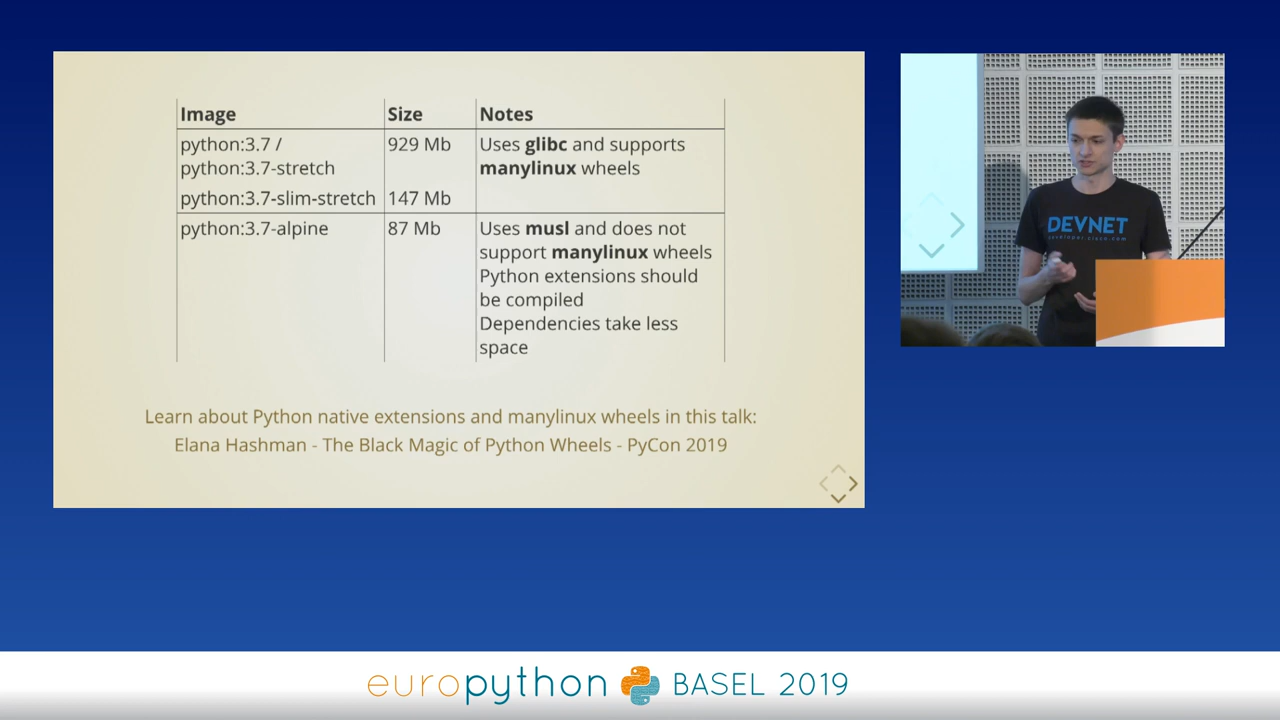 Image Size Notes
python:3.7 / 929 Mb Uses glibc and supports
python:3.7-stretch manylinux wheels
python:3.7-slim-stretch 147 Mb
python:3.7-alpine 87 Mb Uses musl and does not
support manylinux wheels
Python extensions should
be compiled
Dependencies take less
space
Learn about Python native extensions and manylinux wheels in this talk:
Elana Hashman - The Black Magic of Python Wheels - PyCon 2019
DEVNET
developer.cisco.com
europython BASEL 2019